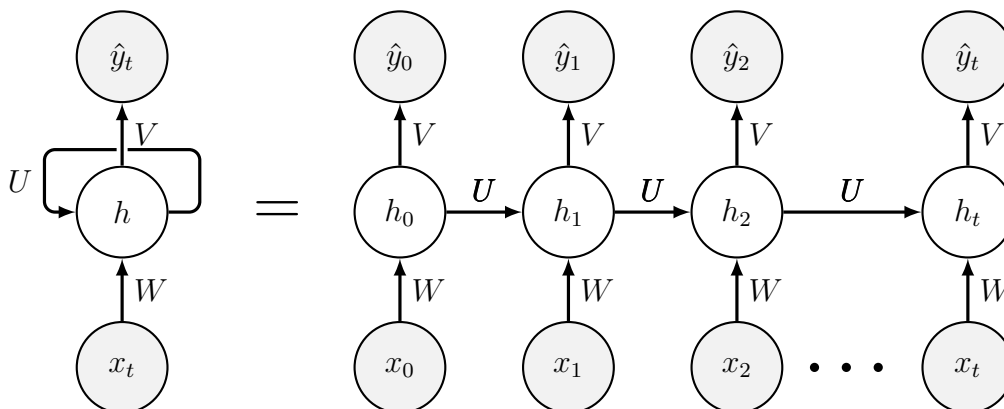 ŷₜ ŷ₀ ŷ₁ ŷ₂ ŷₜ
V V V V V
U U U U
h = h₀ h₁ h₂ hₜ
W W W W W
xₜ x₀ x₁ x₂ • • • xₜ